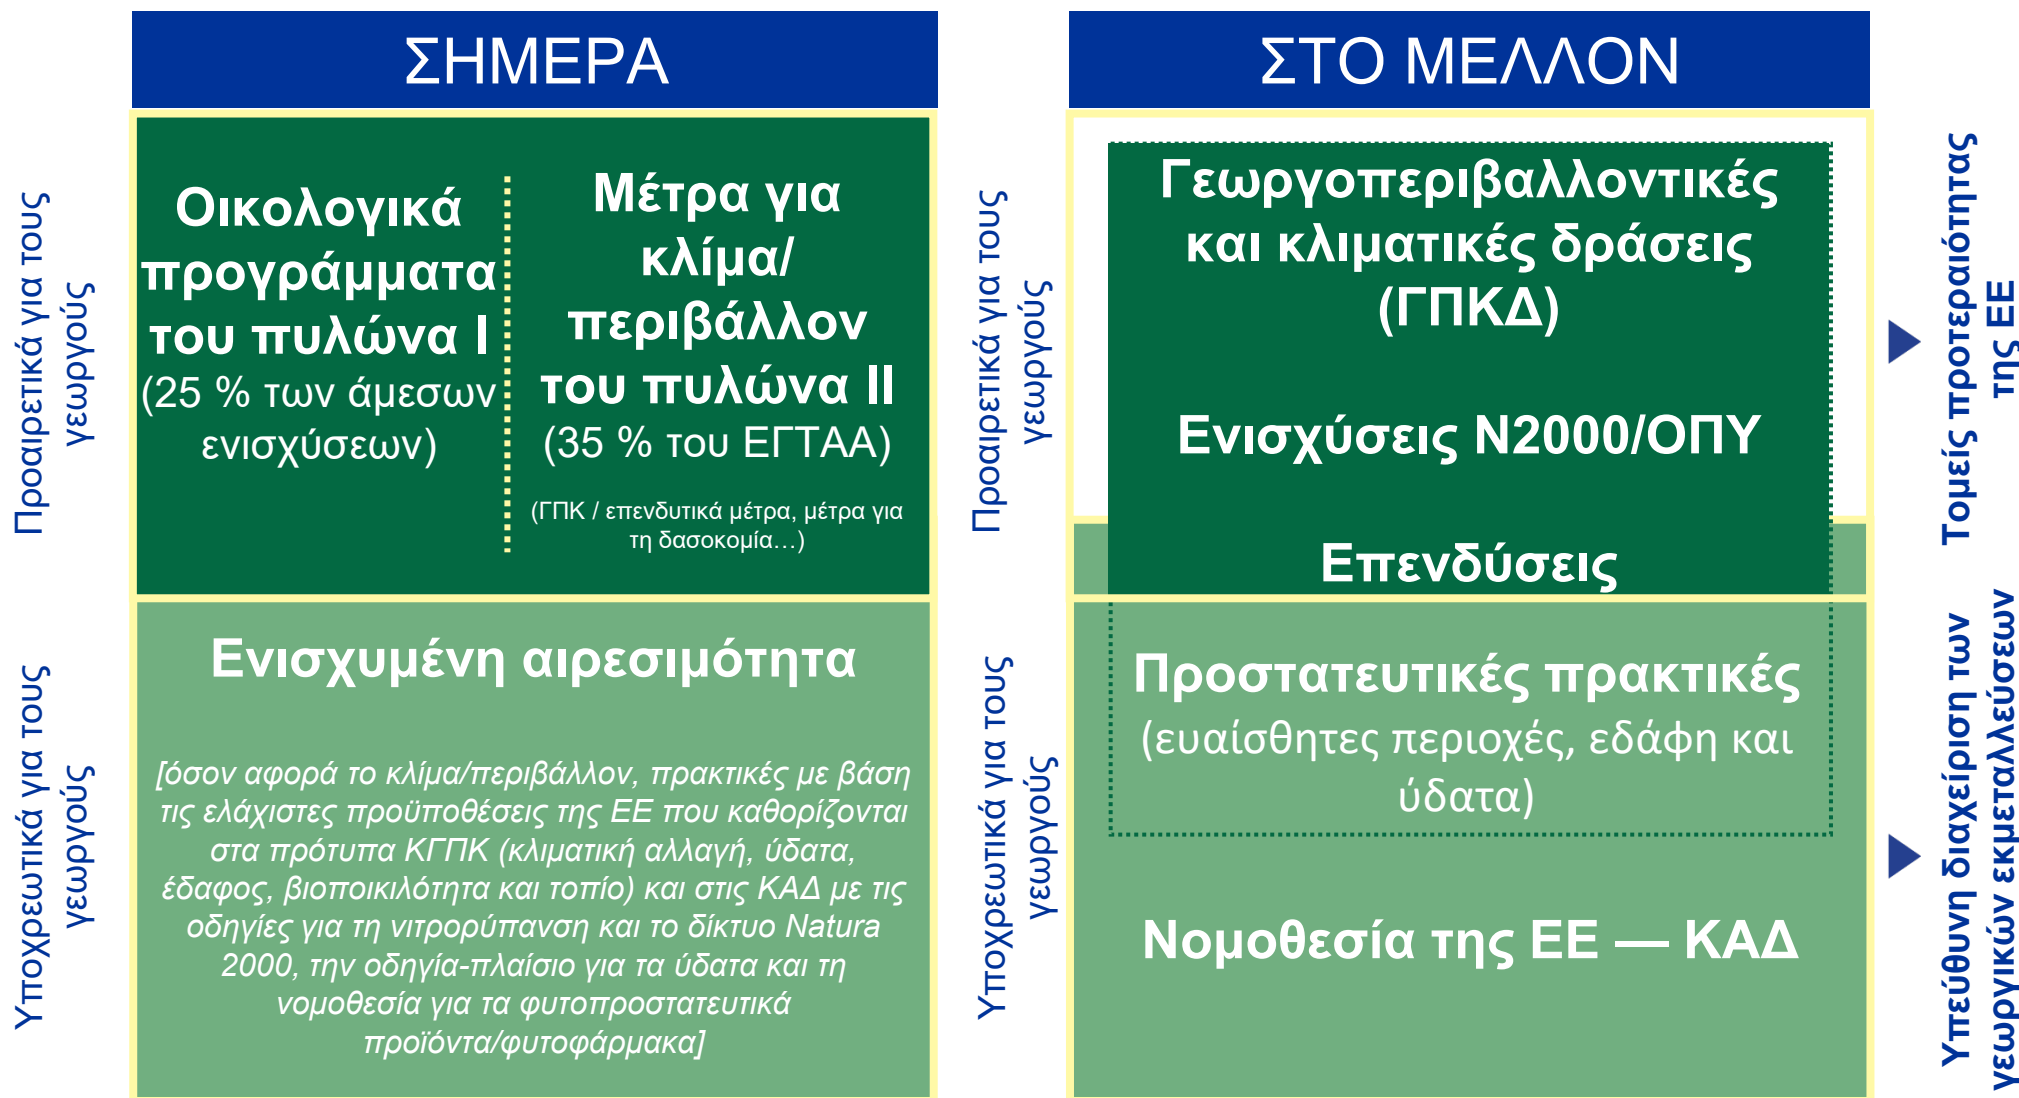 ΣΗΜΕΡΑ
Προαιρετικά για τους
γεωργούς
Οικολογικά
προγράμματα
του πυλώνα I
(25 % των άμεσων
ενισχύσεων)
Μέτρα για
κλίμα/
περιβάλλον
του πυλώνα II
(35 % του ΕΓΤΑΑ)
(ΓΠΚ / επενδυτικά μέτρα, μέτρα για
τη δασοκομία…)
Υποχρεωτικά για τους
γεωργούς
Ενισχυμένη αιρεσιμότητα
[όσον αφορά το κλίμα/περιβάλλον, πρακτικές με βάση
τις ελάχιστες προϋποθέσεις της ΕΕ που καθορίζονται
στα πρότυπα ΚΓΠΚ (κλιματική αλλαγή, ύδατα,
έδαφος, βιοποικιλότητα και τοπίο) και στις ΚΑΔ με τις
οδηγίες για τη νιτρορύπανση και το δίκτυο Natura
2000, την οδηγία-πλαίσιο για τα ύδατα και τη
νομοθεσία για τα φυτοπροστατευτικά
προϊόντα/φυτοφάρμακα]
ΣΤΟ ΜΕΛΛΟΝ
Προαιρετικά για τους
γεωργούς
Γεωργοπεριβαλλοντικές
και κλιματικές δράσεις
(ΓΠΚΔ)
Ενισχύσεις N2000/ΟΠΥ
Επενδύσεις
Τομείς προτεραιότητας
της ΕΕ
Υποχρεωτικά για τους
γεωργούς
Προστατευτικές πρακτικές
(ευαίσθητες περιοχές, εδάφη και
ύδατα)
Νομοθεσία της ΕΕ — ΚΑΔ
Υπεύθυνη διαχείριση των
γεωργικών εκμεταλλεύσεων